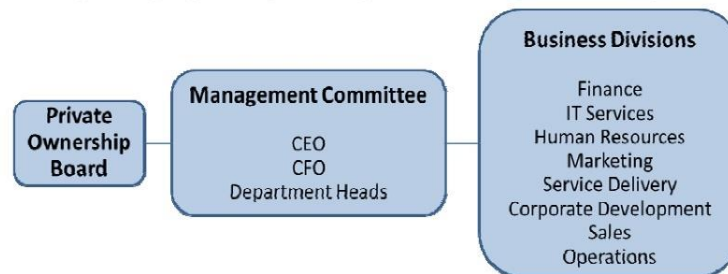 Private
Ownership
Board
Management Committee
CEO
CFO
Department Heads
Business Divisions
Finance
IT Services
Human Resources
Marketing
Service Delivery
Corporate Development
Sales
Operations